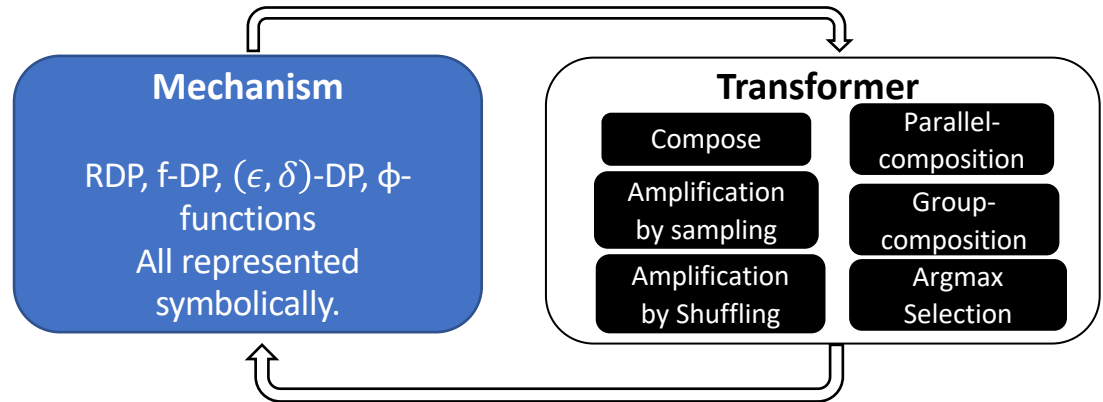 Mechanism
RDP, f-DP, (ϵ, δ)-DP, ϕ-
functions
All represented
symbolically.
Transformer
Compose
Amplification
by sampling
Amplification
by Shuffling
Parallel-
composition
Group-
composition
Argmax
Selection